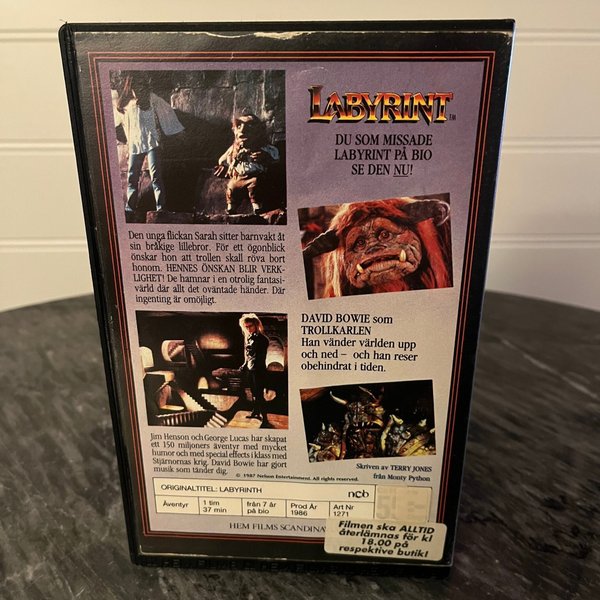 LABYRINT
DU SOM MISSADE
LABYRINT PÅ BIO
SE DEN NU!
Den unga flickan Sarah sitter barnvakt åt
sin bråkige lillebror. För ett ögonblick
önskar hon att trollen skall röva bort
honom. HENNES ÖNSKAN BLIR VERK-
LIGHET! De hamnar i en otrolig fantasi-
värld där allt det oväntade händer. Där
ingenting är omöjligt.
DAVID BOWIE som
TROLLKARLEN
Han vänder världen upp
och ned – och han reser
obehindrat i tiden.
Jim Henson och George Lucas har skapat
ett 150 miljoners äventyr med mycket
humor och med special effects i klass med
Stjärnornas krig. David Bowie har gjort
musik som tänder dig.
Skriven av TERRY JONES
från Monty Python
© 1987 Nelson Entertainment. All rights reserved.
ORIGINALTITEL: LABYRINTH
ncb
Äventyr
1 tim
37 min
från 7 år
på bio
Prod År
1986
Art Nr
1271
HEM FILMS SCANDINA
Filmen ska ALLTID
återlämnas för kl
18.00 på
respektive butik!